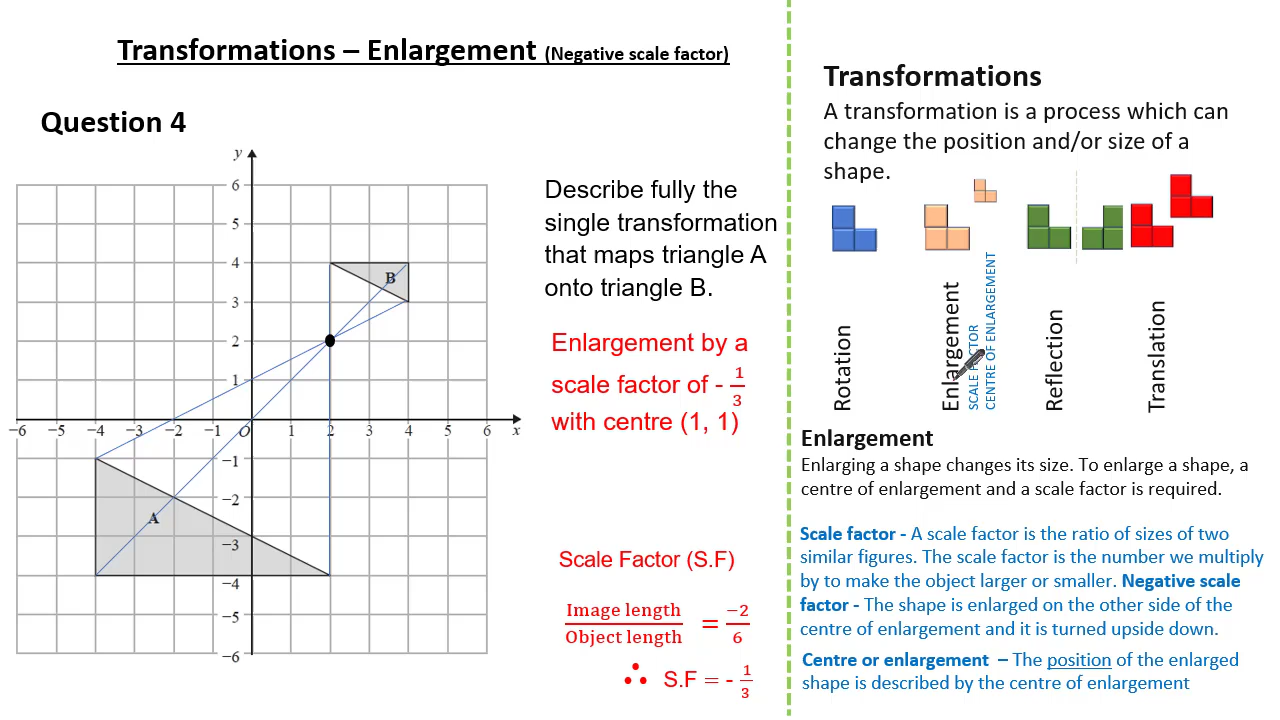 Transformations – Enlargement (Negative scale factor)
Question 4
y
6
5
4
3
2
1
−6 −5 −4 −3 −2 −1 O 1 2 3 4 5 6 x
−1
−2
−3
−4
−5
−6
B
A
Describe fully the
single transformation
that maps triangle A
onto triangle B.
Enlargement by a
scale factor of - 1/3
with centre (1, 1)
Scale Factor (S.F)
Image length / Object length = −2/6
∴ S.F = - 1/3
Transformations
A transformation is a process which can
change the position and/or size of a
shape.
Rotation
Enlargement
SCALE FACTOR
CENTRE OF ENLARGEMENT
Reflection
Translation
Enlargement
Enlarging a shape changes its size. To enlarge a shape, a
centre of enlargement and a scale factor is required.
Scale factor - A scale factor is the ratio of sizes of two
similar figures. The scale factor is the number we multiply
by to make the object larger or smaller. Negative scale
factor - The shape is enlarged on the other side of the
centre of enlargement and it is turned upside down.
Centre or enlargement – The position of the enlarged
shape is described by the centre of enlargement